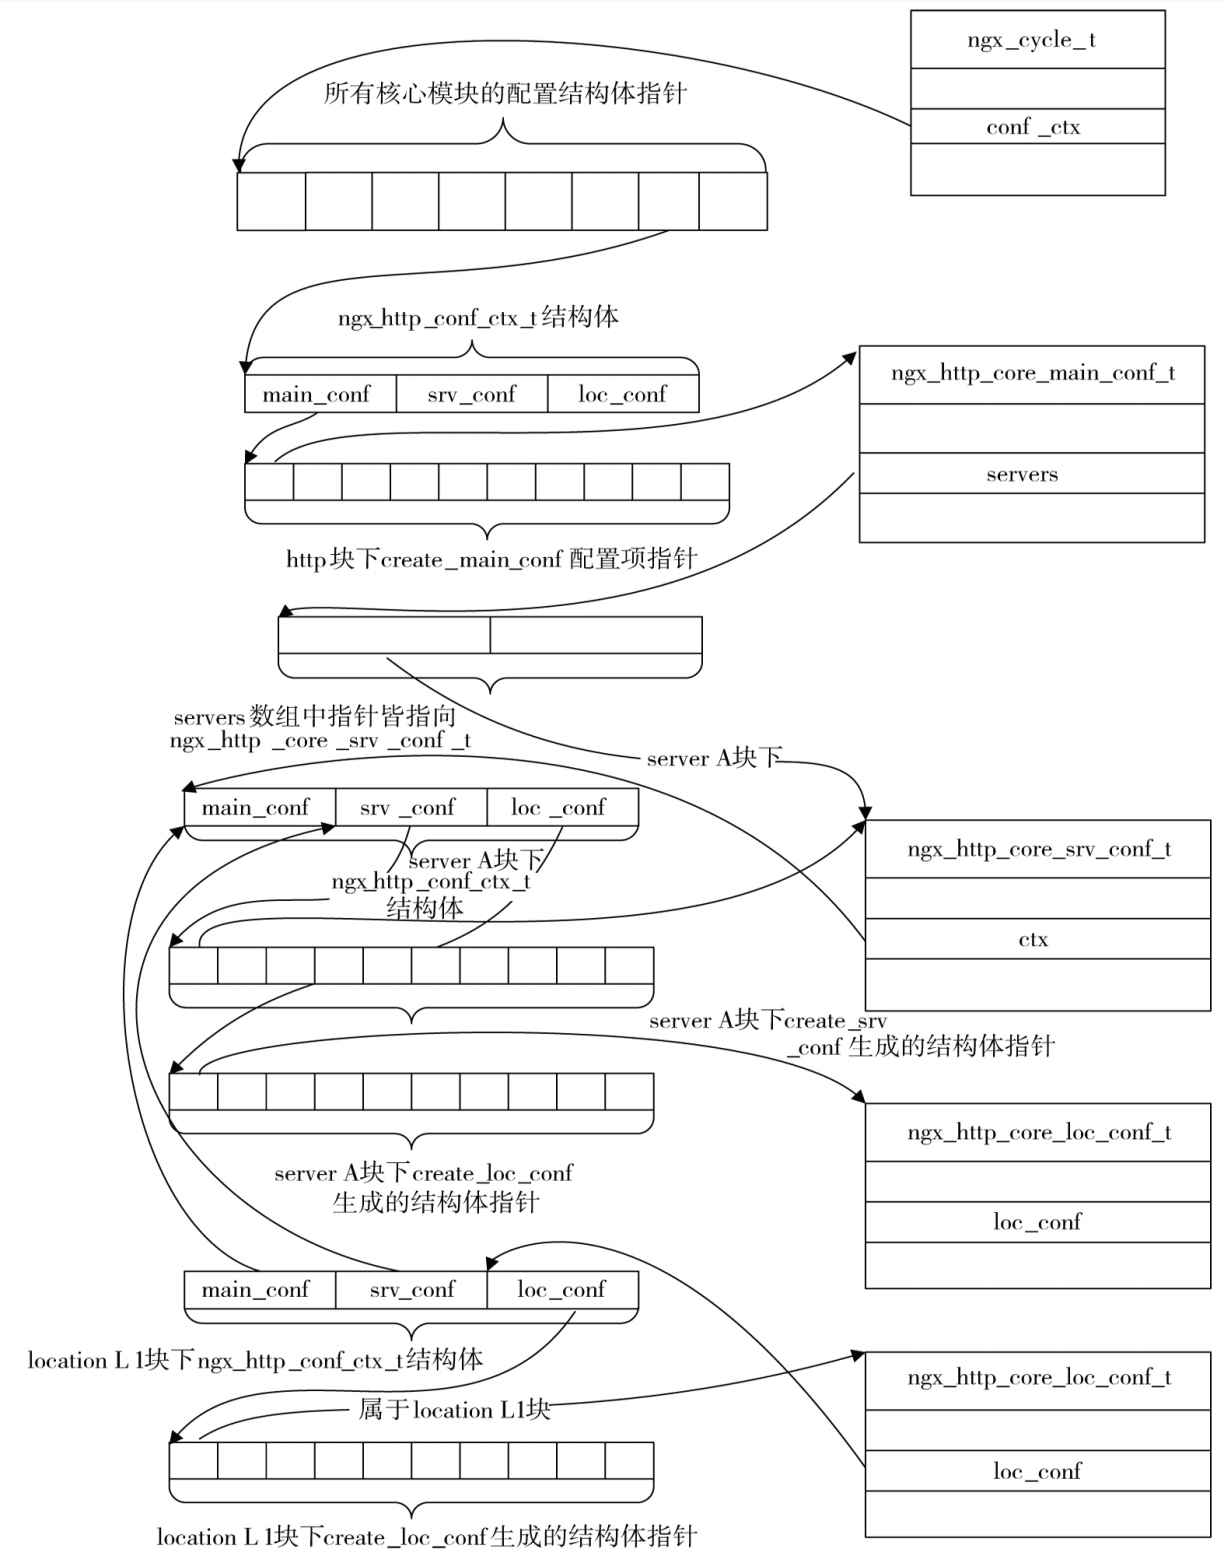 ngx_cycle_t
所有核心模块的配置结构体指针
conf _ctx
ngx_http_conf_ctx_t结构体
main_conf
srv_conf
loc_conf
ngx_http_core_main_conf_t
servers
http块下create_main_conf 配置项指针
servers数组中指针皆指向
ngx_http _core _srv _conf _t
server A块下
main_conf
srv _conf
loc _conf
server A块下
ngx_http_conf_ctx_t
结构体
ngx_http_core_srv_conf_t
ctx
server A块下create_srv
_conf 生成的结构体指针
ngx_http_core_loc_conf_t
server A块下create_loc_conf
生成的结构体指针
loc_conf
main_conf
srv_conf
loc_conf
location L 1块下ngx_http_conf_ctx_t结构体
ngx_http_core_loc_conf_t
属于location L1块
loc_conf
location L 1块下create_loc_conf生成的结构体指针